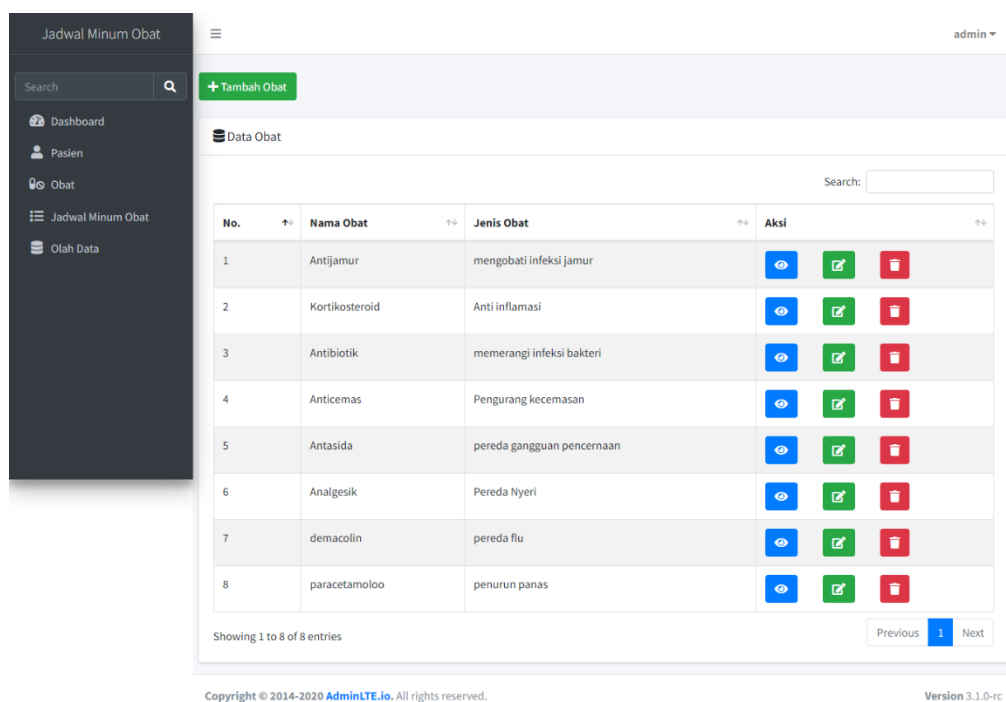 Jadwal Minum Obat
admin
Search
Tambah Obat
Dashboard
Pasien
Obat
Jadwal Minum Obat
Olah Data
Data Obat
Search:
No. Nama Obat Jenis Obat Aksi
1 Antijamur mengobati infeksi jamur
2 Kortikosteroid Anti inflamasi
3 Antibiotik memerangi infeksi bakteri
4 Anticemas Pengurang kecemasan
5 Antasida pereda gangguan pencernaan
6 Analgesik Pereda Nyeri
7 demacolin pereda flu
8 paracetamoloo penurun panas
Showing 1 to 8 of 8 entries
Previous 1 Next
Copyright © 2014-2020 AdminLTE.io. All rights reserved.
Version 3.1.0-rc